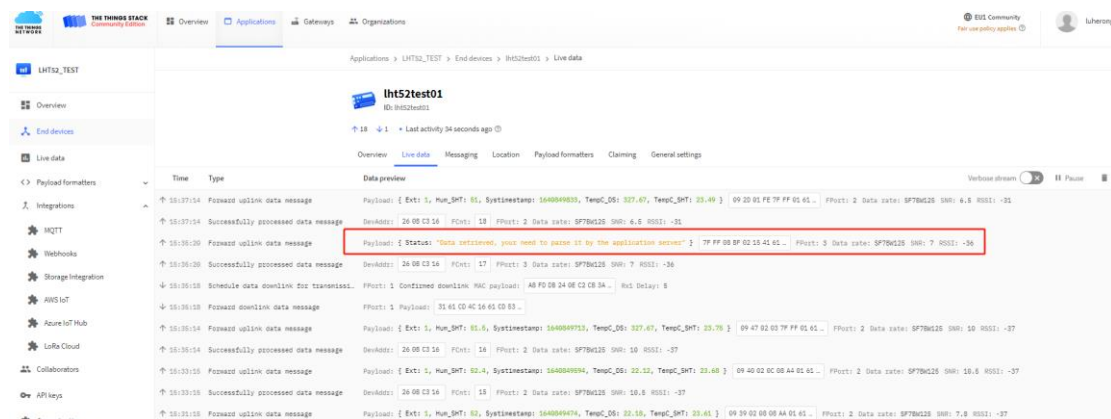 THE THINGS NETWORK
THE THINGS STACK
Community Edition
Overview
Applications
Gateways
Organizations
EU1 Community
Fair use policy applies
luherong
LHT52_TEST
Overview
End devices
Live data
Payload formatters
Integrations
MQTT
Webhooks
Storage Integration
AWS IoT
Azure IoT Hub
LoRa Cloud
Collaborators
API keys
Applications > LHT52_TEST > End devices > lht52test01 > Live data
lht52test01
ID: lht52test01
↑ 18 ↓ 1 • Last activity 34 seconds ago
Overview Live data Messaging Location Payload formatters Claiming General settings
Time Type Data preview Verbose stream Pause
↑ 15:37:14 Forward uplink data message Payload: { Ext: 1, Hum_SHT: 51, Systimestamp: 1640849835, TempC_DS: 327.67, TempC_SHT: 23.49 } 09 2D 01 FE 7F FF 01 61 … FPort: 2 Data rate: SF7BW125 SNR: 6.5 RSSI: -31
↑ 15:37:14 Successfully processed data message DevAddr: 26 0B C3 16 FCnt: 18 FPort: 2 Data rate: SF7BW125 SNR: 6.5 RSSI: -31
↑ 15:35:20 Forward uplink data message Payload: { Status: "Data retrieved, your need to parse it by the application server" } 7F FF 08 BF 02 15 41 61 … FPort: 3 Data rate: SF7BW125 SNR: 7 RSSI: -36
↑ 15:35:20 Successfully processed data message DevAddr: 26 0B C3 16 FCnt: 17 FPort: 3 Data rate: SF7BW125 SNR: 7 RSSI: -36
↓ 15:35:18 Schedule data downlink for transmissi… FPort: 1 Confirmed downlink MAC payload: A8 FD DB 24 0E C2 CB 3A … Rx1 Delay: 5
↓ 15:35:18 Forward downlink data message FPort: 1 Payload: 31 61 CD 4C 16 61 CD 53 …
↑ 15:35:14 Forward uplink data message Payload: { Ext: 1, Hum_SHT: 51.5, Systimestamp: 1640849713, TempC_DS: 327.67, TempC_SHT: 23.75 } 09 47 02 03 7F FF 01 61 … FPort: 2 Data rate: SF7BW125 SNR: 10 RSSI: -37
↑ 15:35:14 Successfully processed data message DevAddr: 26 0B C3 16 FCnt: 16 FPort: 2 Data rate: SF7BW125 SNR: 10 RSSI: -37
↑ 15:33:15 Forward uplink data message Payload: { Ext: 1, Hum_SHT: 52.4, Systimestamp: 1640849594, TempC_DS: 22.12, TempC_SHT: 23.68 } 09 40 02 0C 08 A4 01 61 … FPort: 2 Data rate: SF7BW125 SNR: 10.5 RSSI: -37
↑ 15:33:15 Successfully processed data message DevAddr: 26 0B C3 16 FCnt: 15 FPort: 2 Data rate: SF7BW125 SNR: 10.5 RSSI: -37
↑ 15:31:15 Forward uplink data message Payload: { Ext: 1, Hum_SHT: 52, Systimestamp: 1640849474, TempC_DS: 22.18, TempC_SHT: 23.61 } 09 39 02 08 08 AA 01 61 … FPort: 2 Data rate: SF7BW125 SNR: 7.8 RSSI: -37